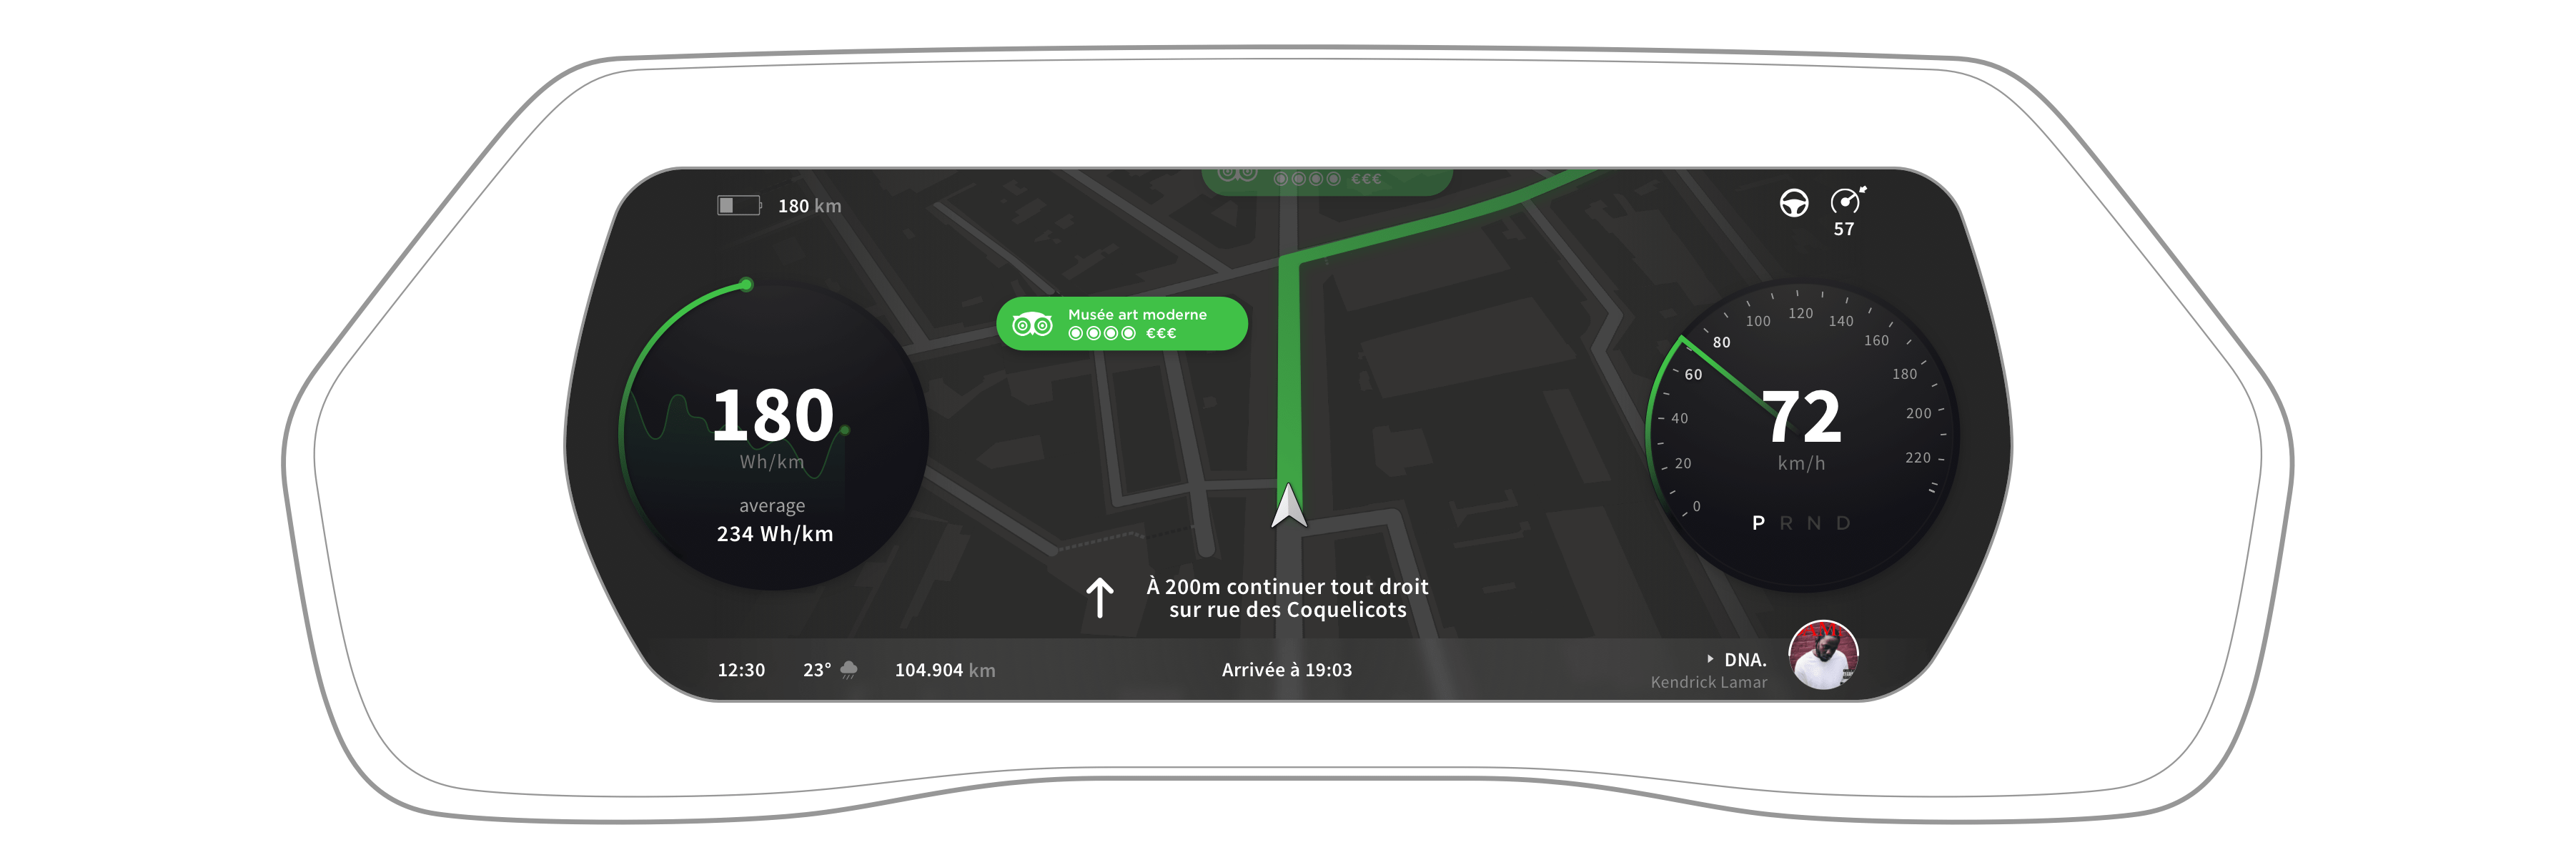 €€€
180 km
57
Musée art moderne
€€€
180
Wh/km
average
234 Wh/km
0
20
40
60
80
100
120
140
160
180
200
220
72
km/h
P R N D
À 200m continuer tout droit
sur rue des Coquelicots
12:30
23°
104.904 km
Arrivée à 19:03
DNA.
Kendrick Lamar